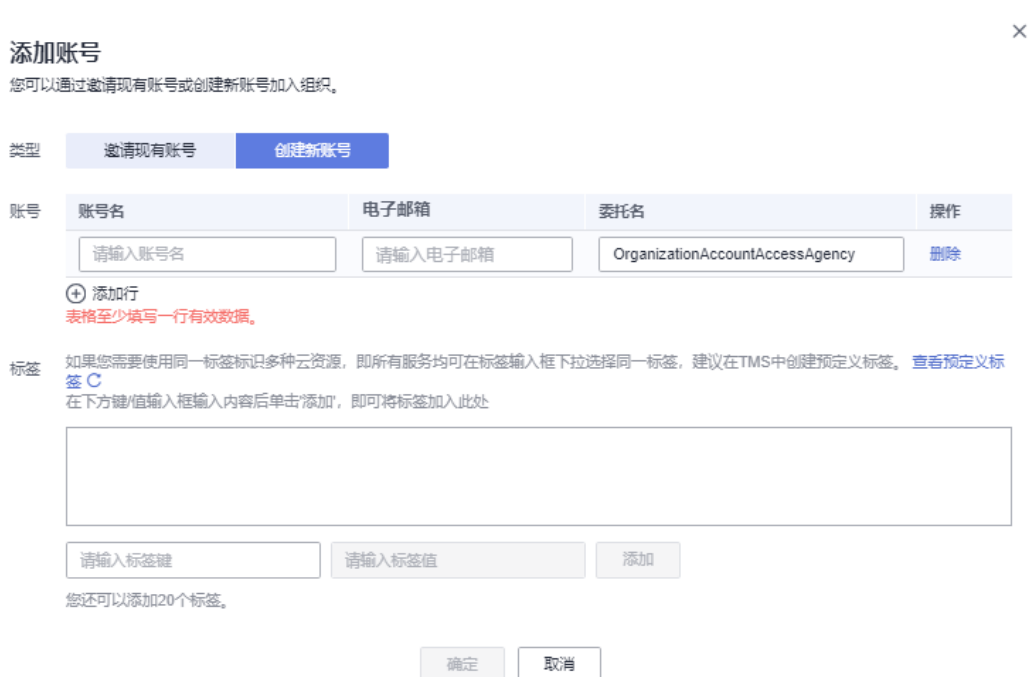 添加账号
您可以通过邀请现有账号或创建新账号加入组织。
类型 邀请现有账号 创建新账号
账号 账号名 电子邮箱 委托名 操作
请输入账号名 请输入电子邮箱 OrganizationAccountAccessAgency 删除
添加行
表格至少填写一行有效数据。
标签 如果您需要使用同一标签标识多种云资源，即所有服务均可在标签输入框下拉选择同一标签，建议在TMS中创建预定义标签。 查看预定义标
签
在下方键/值输入框输入内容后单击'添加'，即可将标签加入此处
请输入标签键 请输入标签值 添加
您还可以添加20个标签。
确定 取消